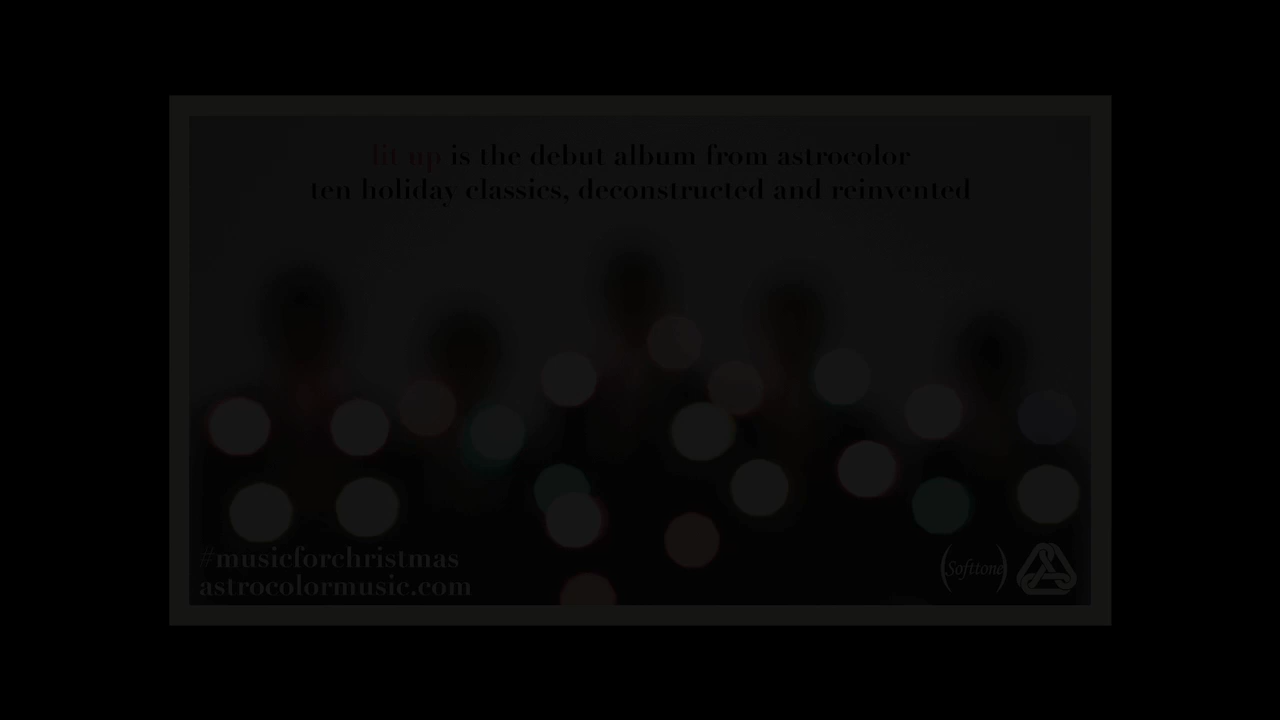 lit up is the debut album from astrocolor
ten holiday classics, deconstructed and reinvented
#musicforchristmas
astrocolormusic.com
(Softtone)